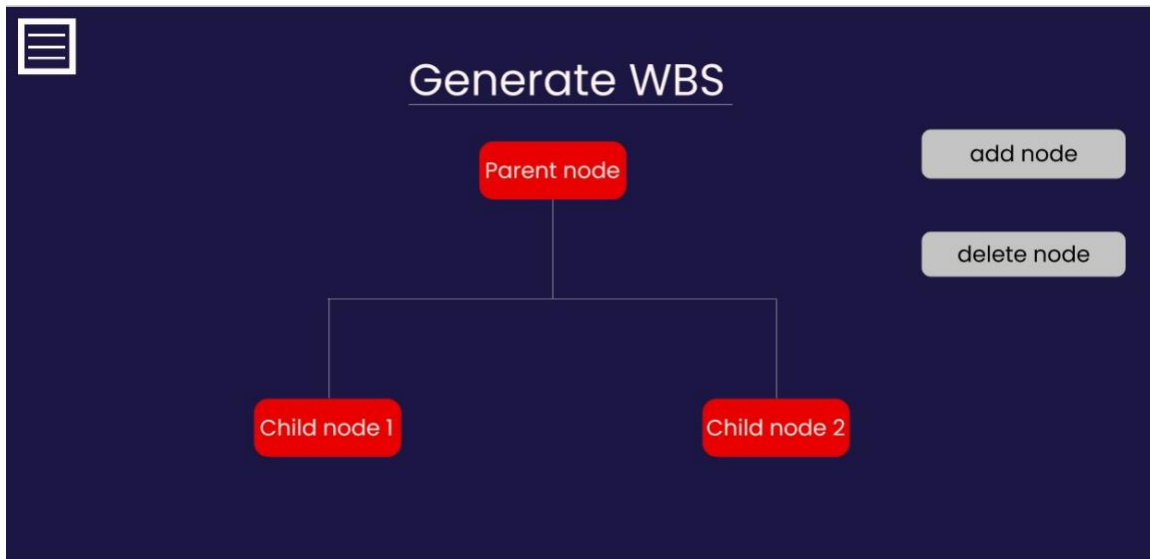 Generate WBS
Parent node
add node
delete node
Child node 1
Child node 2